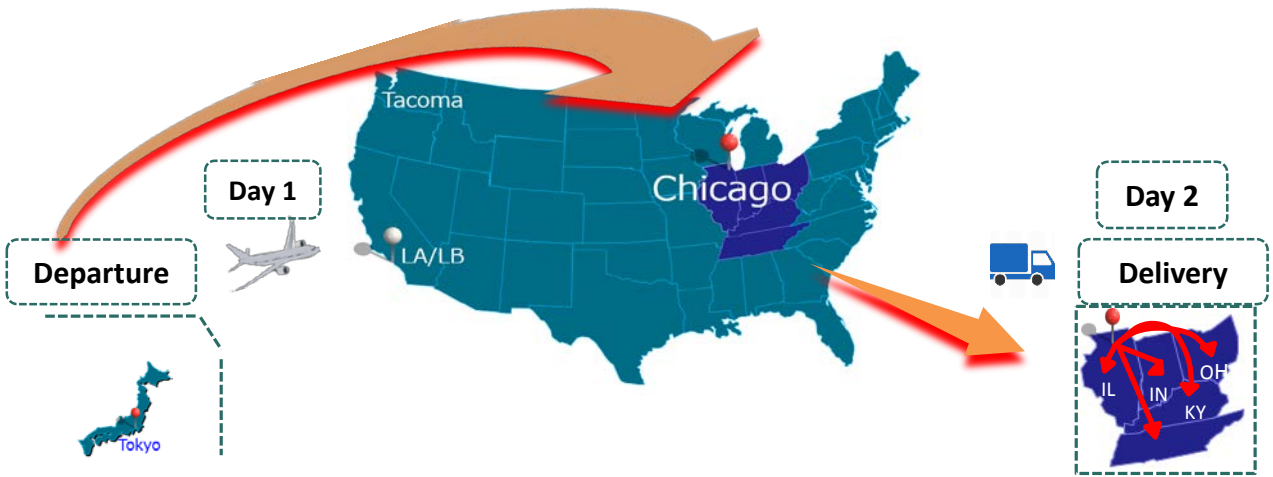 Tacoma
Day 1
Chicago
Day 2
LA/LB
Departure
Delivery
OH
IL
IN
KY
Tokyo